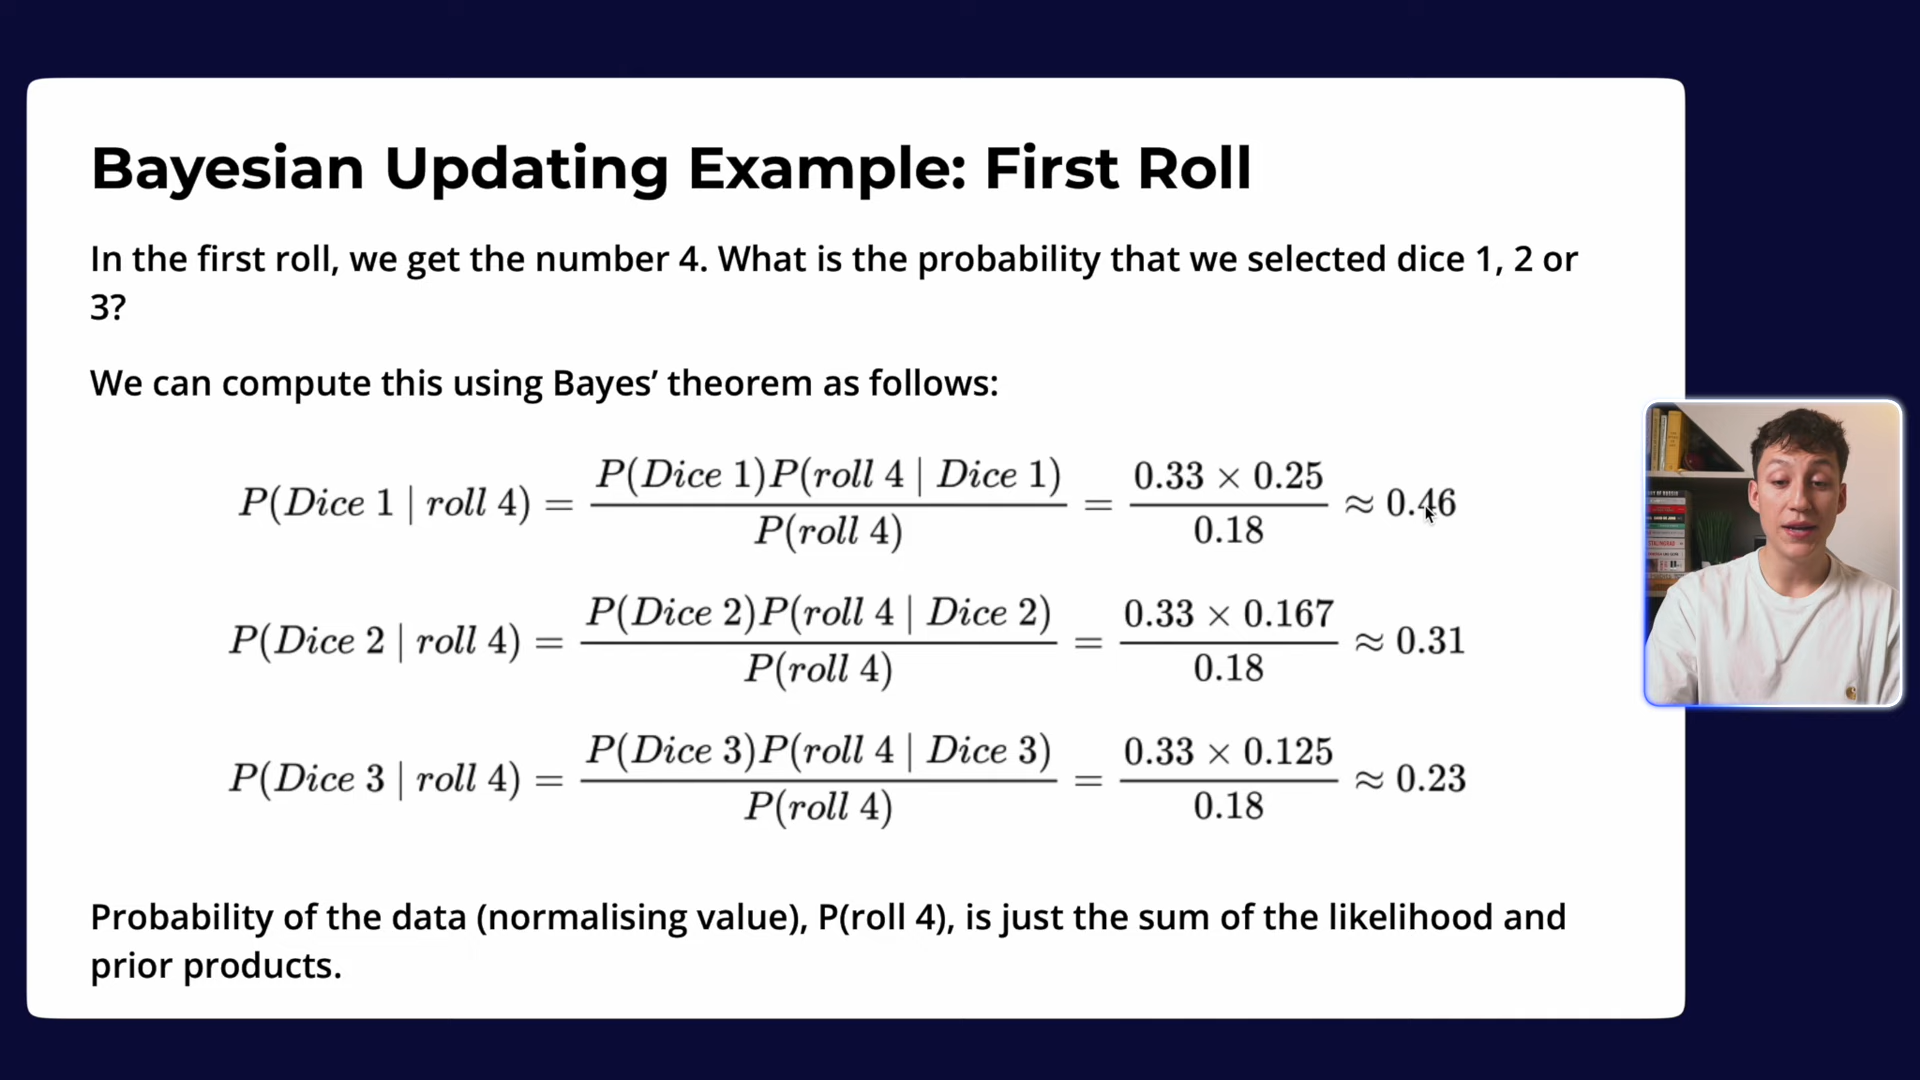 Bayesian Updating Example: First Roll
In the first roll, we get the number 4. What is the probability that we selected dice 1, 2 or
3?
We can compute this using Bayes’ theorem as follows:
P(Dice 1 | roll 4) = P(Dice 1)P(roll 4 | Dice 1) / P(roll 4) = 0.33 × 0.25 / 0.18 ≈ 0.46
P(Dice 2 | roll 4) = P(Dice 2)P(roll 4 | Dice 2) / P(roll 4) = 0.33 × 0.167 / 0.18 ≈ 0.31
P(Dice 3 | roll 4) = P(Dice 3)P(roll 4 | Dice 3) / P(roll 4) = 0.33 × 0.125 / 0.18 ≈ 0.23
Probability of the data (normalising value), P(roll 4), is just the sum of the likelihood and
prior products.